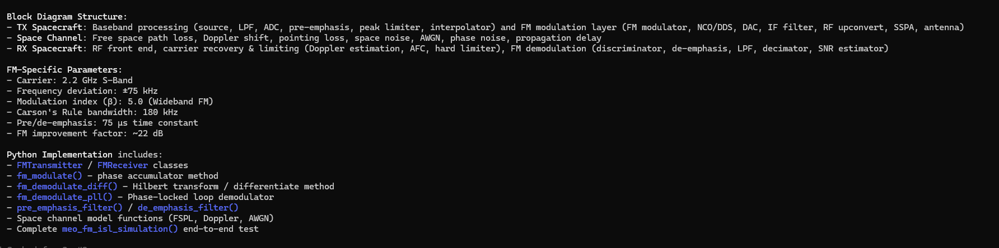 Block Diagram Structure:
- TX Spacecraft: Baseband processing (source, LPF, ADC, pre-emphasis, peak limiter, interpolator) and FM modulation layer (FM modulator, NCO/DDS, DAC, IF filter, RF upconvert, SSPA, antenna)
- Space Channel: Free space path loss, Doppler shift, pointing loss, space noise, AWGN, phase noise, propagation delay
- RX Spacecraft: RF front end, carrier recovery & limiting (Doppler estimation, AFC, hard limiter), FM demodulation (discriminator, de-emphasis, LPF, decimator, SNR estimator)
FM-Specific Parameters:
- Carrier: 2.2 GHz S-Band
- Frequency deviation: ±75 kHz
- Modulation index (β): 5.0 (Wideband FM)
- Carson's Rule bandwidth: 180 kHz
- Pre/de-emphasis: 75 μs time constant
- FM improvement factor: ~22 dB
Python Implementation includes:
- FMTransmitter / FMReceiver classes
- fm_modulate() - phase accumulator method
- fm_demodulate_diff() - Hilbert transform / differentiate method
- fm_demodulate_pll() - Phase-locked loop demodulator
- pre_emphasis_filter() / de_emphasis_filter()
- Space channel model functions (FSPL, Doppler, AWGN)
- Complete meo_fm_isl_simulation() end-to-end test